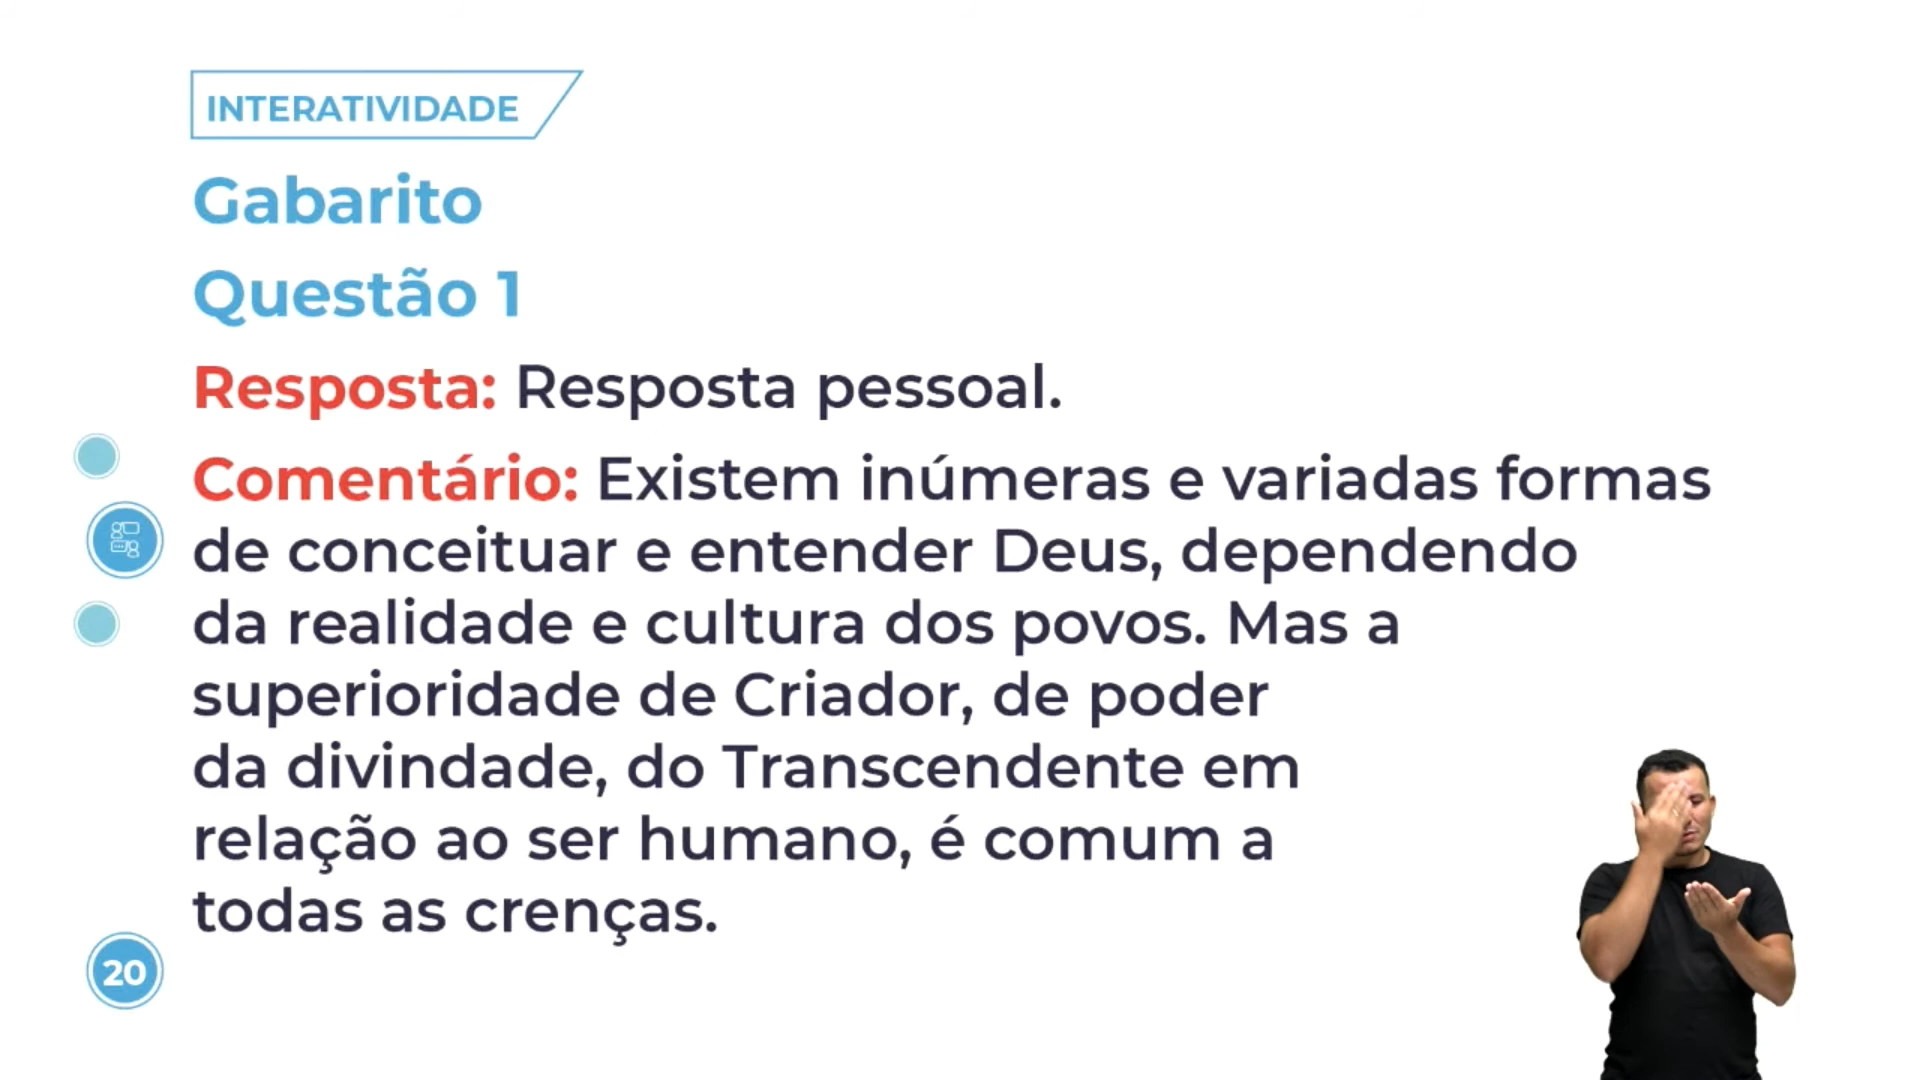 INTERATIVIDADE
Gabarito
Questão 1
Resposta: Resposta pessoal.
Comentário: Existem inúmeras e variadas formas
de conceituar e entender Deus, dependendo
da realidade e cultura dos povos. Mas a
superioridade de Criador, de poder
da divindade, do Transcendente em
relação ao ser humano, é comum a
todas as crenças.
20